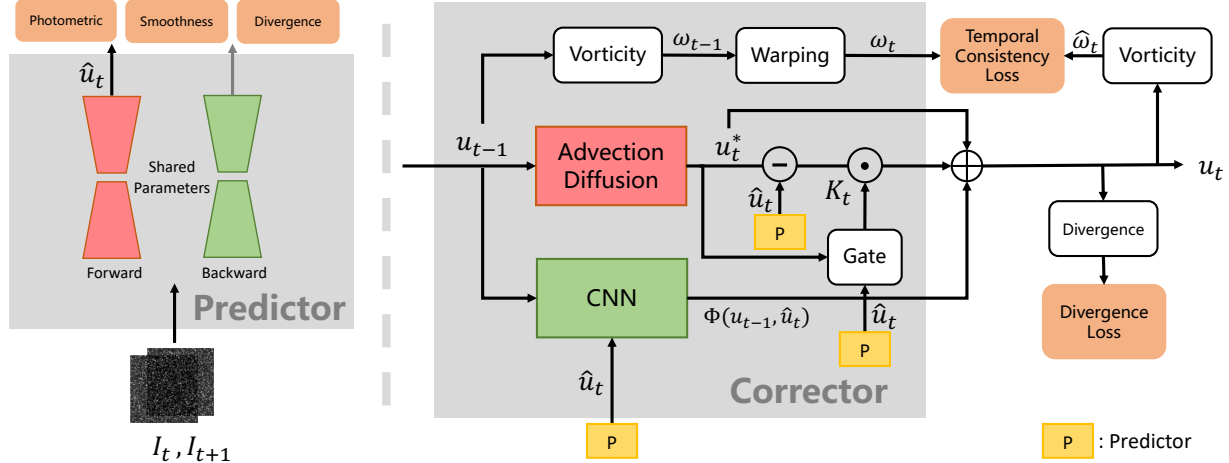 Photometric
Smoothness
Divergence
û_t
Shared
Parameters
Forward
Backward
Predictor
I_t , I_{t+1}
Vorticity
ω_{t−1}
Warping
ω_t
Temporal
Consistency
Loss
ω̂_t
Vorticity
u_{t−1}
Advection
Diffusion
u_t^*
−
û_t
P
K_t
Gate
û_t
P
u_t
CNN
Φ(u_{t−1}, û_t)
û_t
P
Corrector
Divergence
Divergence
Loss
P : Predictor